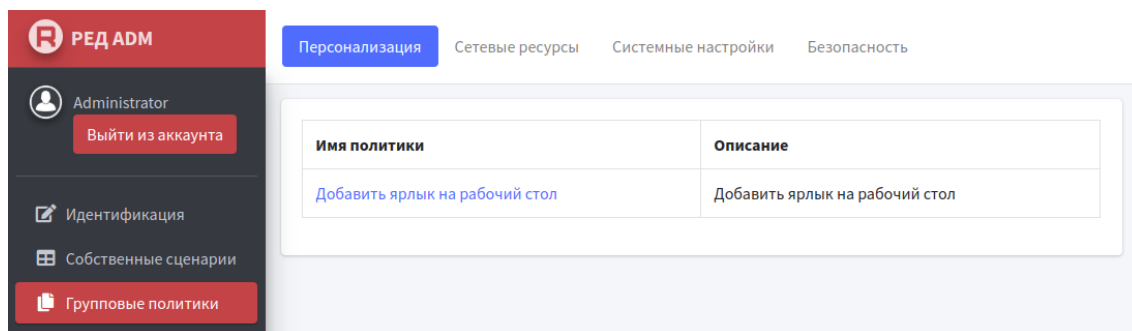 РЕД ADM
Administrator
Выйти из аккаунта
Идентификация
Собственные сценарии
Групповые политики
Персонализация Сетевые ресурсы Системные настройки Безопасность
Имя политики Описание
Добавить ярлык на рабочий стол Добавить ярлык на рабочий стол